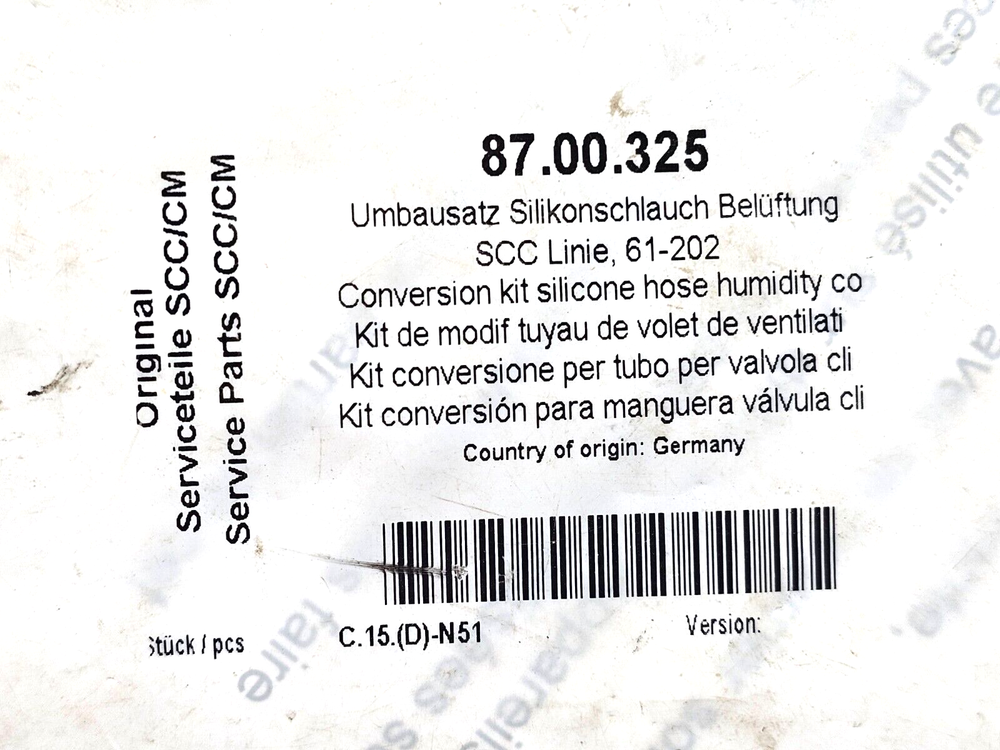 Original
Serviceteile SCC/CM
Service Parts SCC/CM
87.00.325
Umbausatz Silikonschlauch Belüftung
SCC Linie, 61-202
Conversion kit silicone hose humidity co
Kit de modif tuyau de volet de ventilati
Kit conversione per tubo per valvola cli
Kit conversión para manguera válvula cli
Country of origin: Germany
Stück / pcs
C.15.(D)-N51
Version:
utilisé